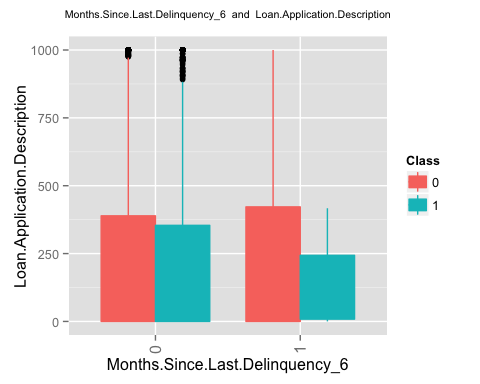 Months.Since.Last.Delinquency_6 and Loan.Application.Description
1000
750
500
250
0
Loan.Application.Description
0
1
Months.Since.Last.Delinquency_6
Class
0
1